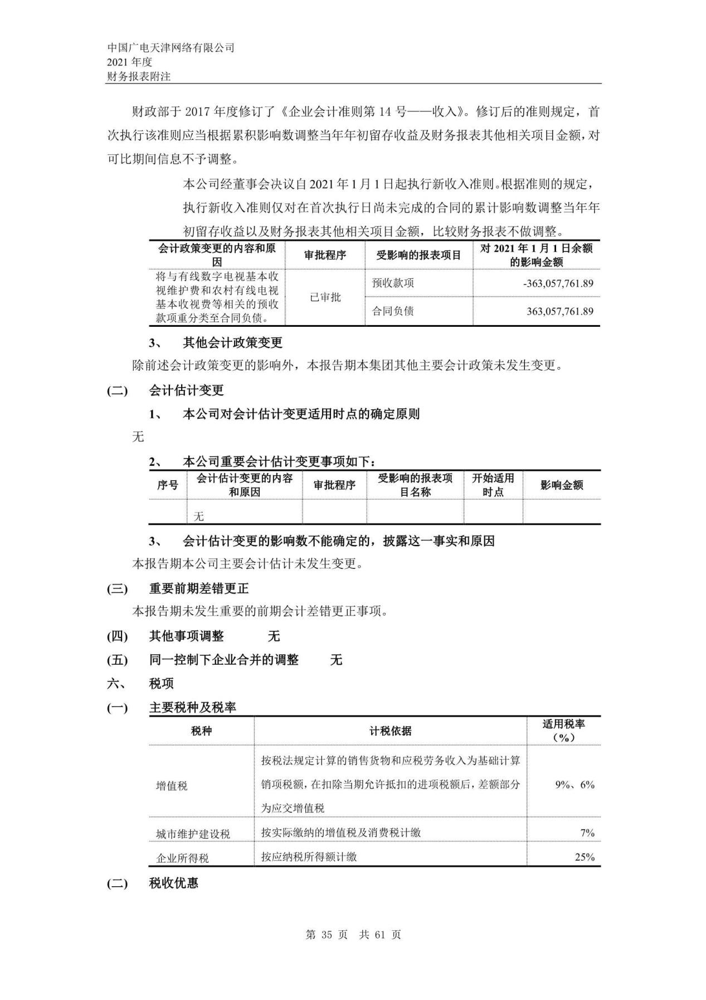 中国广电天津网络有限公司
2021 年度
财务报表附注
财政部于 2017 年度修订了《企业会计准则第 14 号——收入》。修订后的准则规定，首
次执行该准则应当根据累积影响数调整当年年初留存收益及财务报表其他相关项目金额，对
可比期间信息不予调整。
本公司经董事会决议自 2021 年 1 月 1 日起执行新收入准则。根据准则的规定，
执行新收入准则仅对在首次执行日尚未完成的合同的累计影响数调整当年年
初留存收益以及财务报表其他相关项目金额，比较财务报表不做调整。
会计政策变更的内容和原
因
审批程序
受影响的报表项目
对 2021 年 1 月 1 日余额
的影响金额
将与有线数字电视基本收
视维护费和农村有线电视
基本收视费等相关的预收
款项重分类至合同负债。
已审批
预收款项
-363,057,761.89
合同负债
363,057,761.89
3、 其他会计政策变更
除前述会计政策变更的影响外，本报告期本集团其他主要会计政策未发生变更。
(二) 会计估计变更
1、 本公司对会计估计变更适用时点的确定原则
无
2、 本公司重要会计估计变更事项如下：
序号
会计估计变更的内容
和原因
审批程序
受影响的报表项
目名称
开始适用
时点
影响金额
无
3、 会计估计变更的影响数不能确定的，披露这一事实和原因
本报告期本公司主要会计估计未发生变更。
(三) 重要前期差错更正
本报告期未发生重要的前期会计差错更正事项。
(四) 其他事项调整 无
(五) 同一控制下企业合并的调整 无
六、 税项
(一) 主要税种及税率
税种
计税依据
适用税率
（%）
增值税
按税法规定计算的销售货物和应税劳务收入为基础计算
销项税额，在扣除当期允许抵扣的进项税额后，差额部分
为应交增值税
9%、6%
城市维护建设税
按实际缴纳的增值税及消费税计缴
7%
企业所得税
按应纳税所得额计缴
25%
(二) 税收优惠
第 35 页 共 61 页